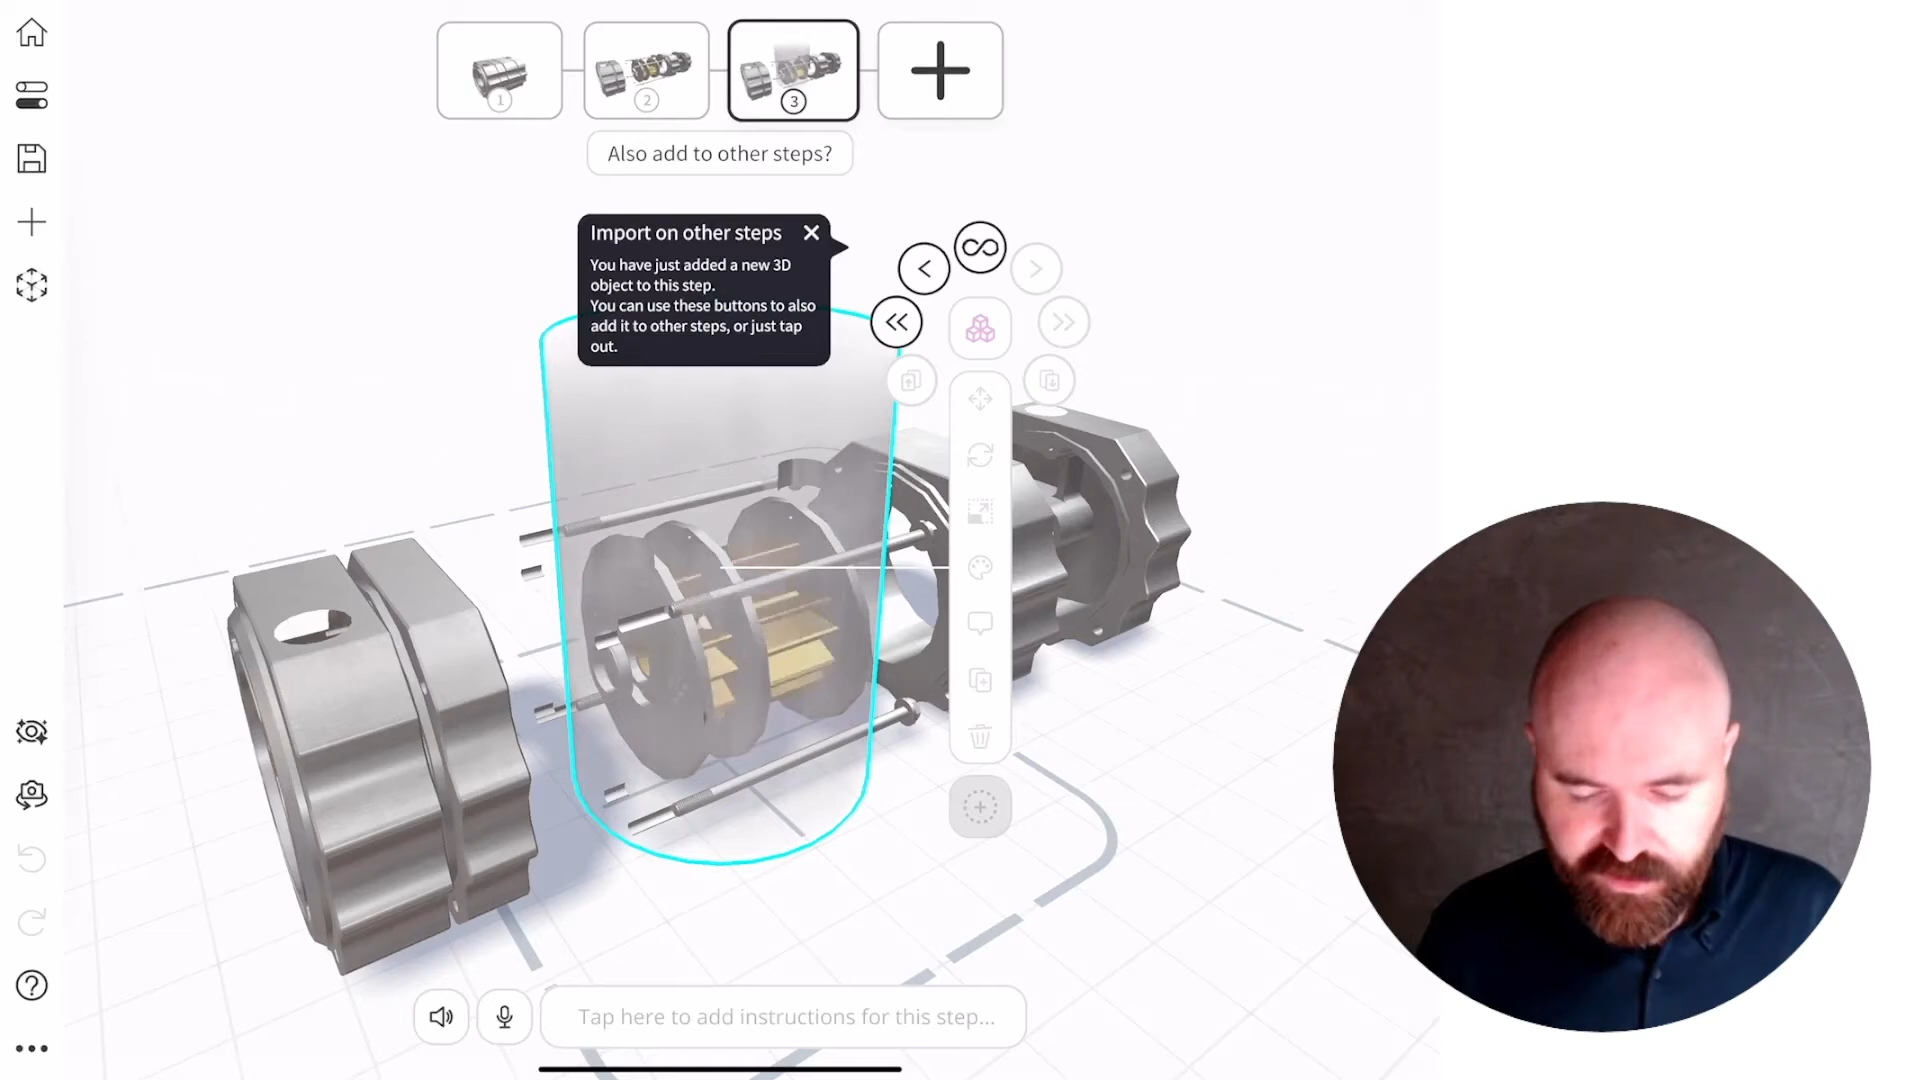 1
2
3
Also add to other steps?
Import on other steps
You have just added a new 3D
object to this step.
You can use these buttons to also
add it to other steps, or just tap
out.
Tap here to add instructions for this step...